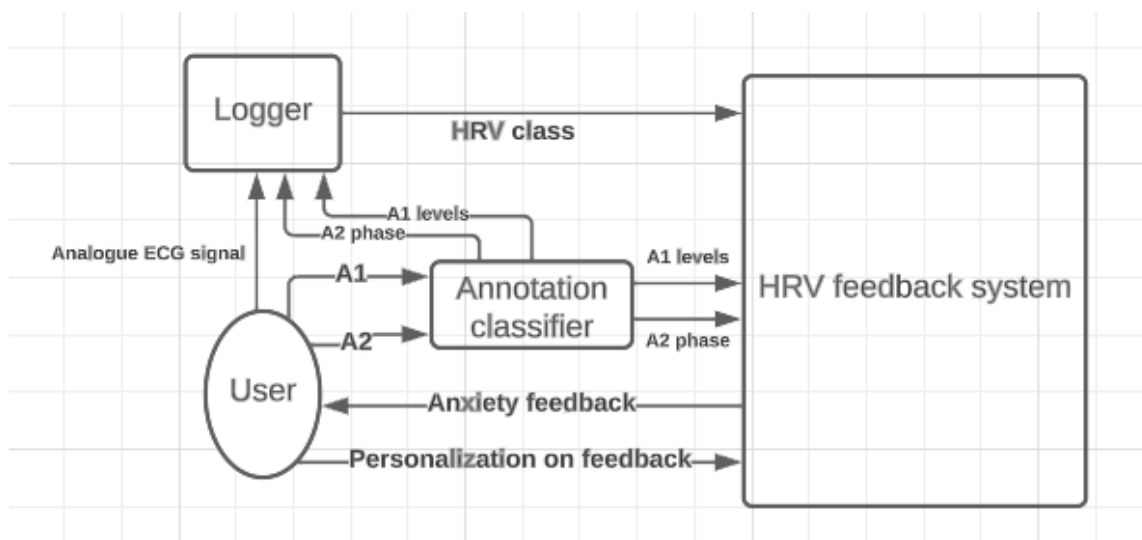 Logger
HRV class
A1 levels
A2 phase
Analogue ECG signal
A1
A1 levels
Annotation
classifier
HRV feedback system
A2
A2 phase
User
Anxiety feedback
Personalization on feedback